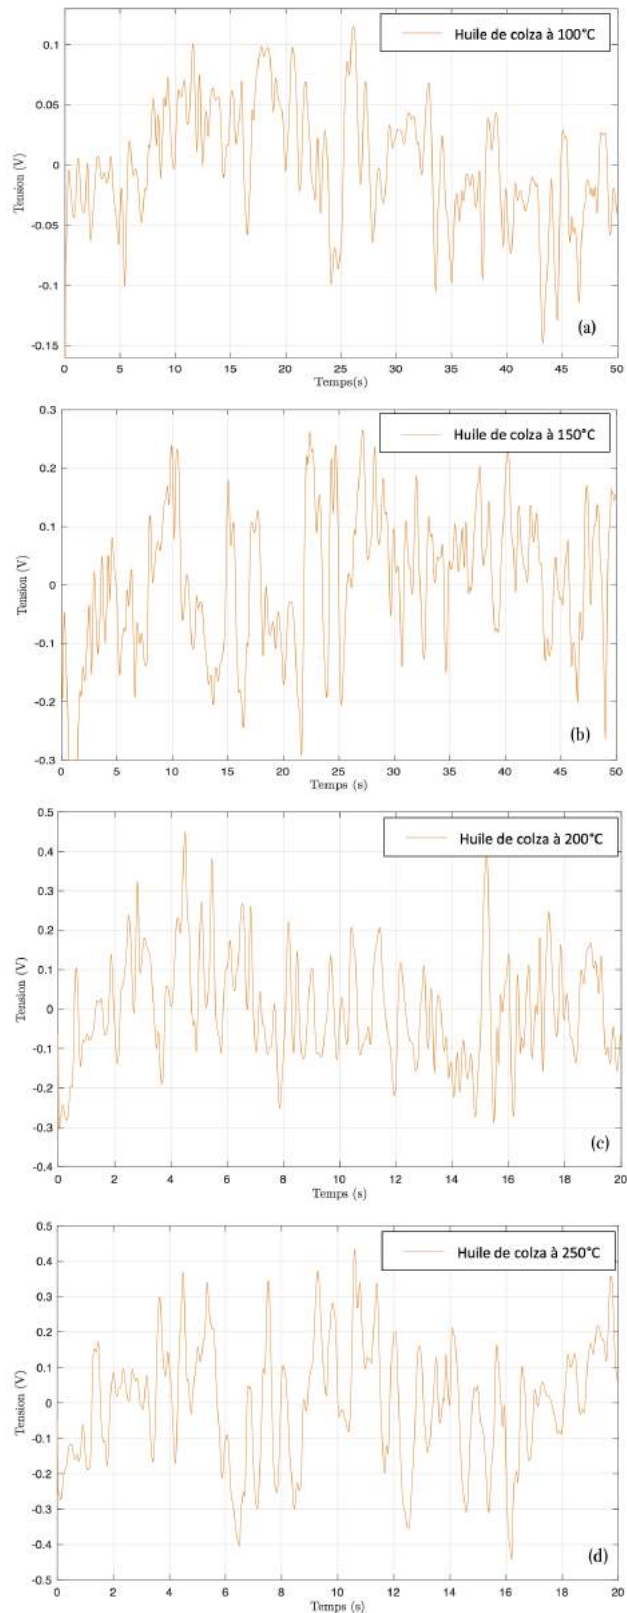 Huile de colza à 100°C
0.1
0.05
0
-0.05
-0.1
-0.15
Tension (V)
(a)
0 5 10 15 20 25 30 35 40 45 50
Temps(s)
Huile de colza à 150°C
0.3
0.2
0.1
0
-0.1
-0.2
-0.3
Tension (V)
(b)
0 5 10 15 20 25 30 35 40 45 50
Temps (s)
Huile de colza à 200°C
0.5
0.4
0.3
0.2
0.1
0
-0.1
-0.2
-0.3
-0.4
Tension (V)
(c)
0 2 4 6 8 10 12 14 16 18 20
Temps (s)
Huile de colza à 250°C
0.5
0.4
0.3
0.2
0.1
0
-0.1
-0.2
-0.3
-0.4
-0.5
Tension (V)
(d)
0 2 4 6 8 10 12 14 16 18 20
Temps (s)